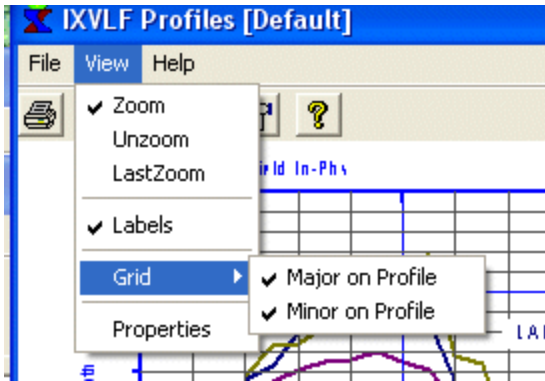 IXVLF Profiles [Default]
File View Help
Zoom
Unzoom
LastZoom
Labels
Grid
Major on Profile
Minor on Profile
Properties